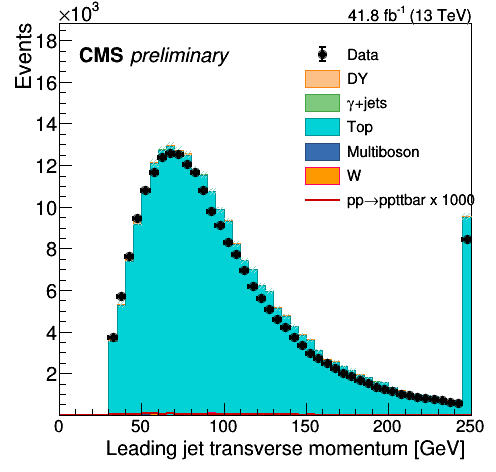 ×10³
41.8 fb⁻¹ (13 TeV)
Events
CMS preliminary
Data
DY
γ+jets
Top
Multiboson
W
pp→ppttbar x 1000
18
16
14
12
10
8
6
4
2
0 50 100 150 200 250
Leading jet transverse momentum [GeV]